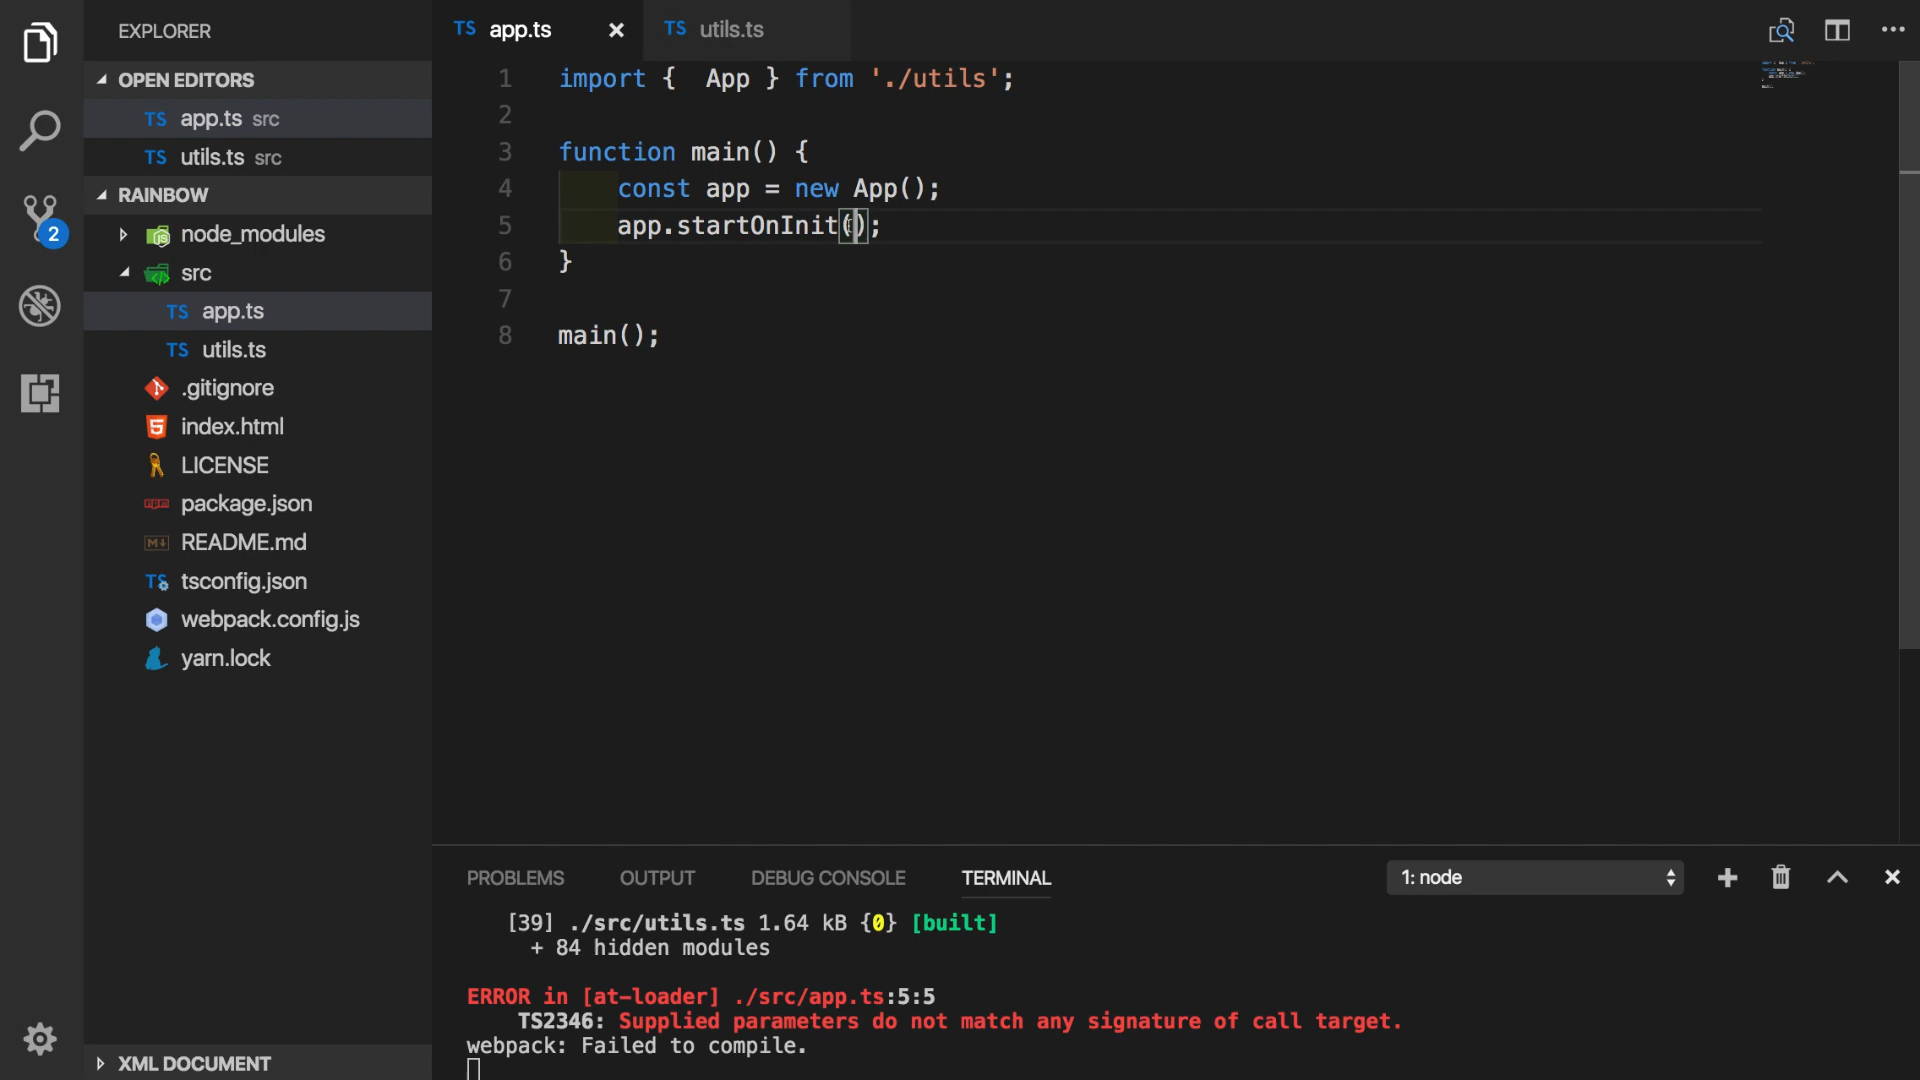 EXPLORER
OPEN EDITORS
TS app.ts src
TS utils.ts src
RAINBOW
node_modules
src
TS app.ts
TS utils.ts
.gitignore
index.html
LICENSE
package.json
README.md
tsconfig.json
webpack.config.js
yarn.lock
XML DOCUMENT
2
TS app.ts
TS utils.ts
1 import {  App } from './utils';
2
3 function main() {
4     const app = new App();
5     app.startOnInit();
6 }
7
8 main();
PROBLEMS OUTPUT DEBUG CONSOLE TERMINAL 1: node
[39] ./src/utils.ts 1.64 kB {0} [built]
+ 84 hidden modules
ERROR in [at-loader] ./src/app.ts:5:5
TS2346: Supplied parameters do not match any signature of call target.
webpack: Failed to compile.